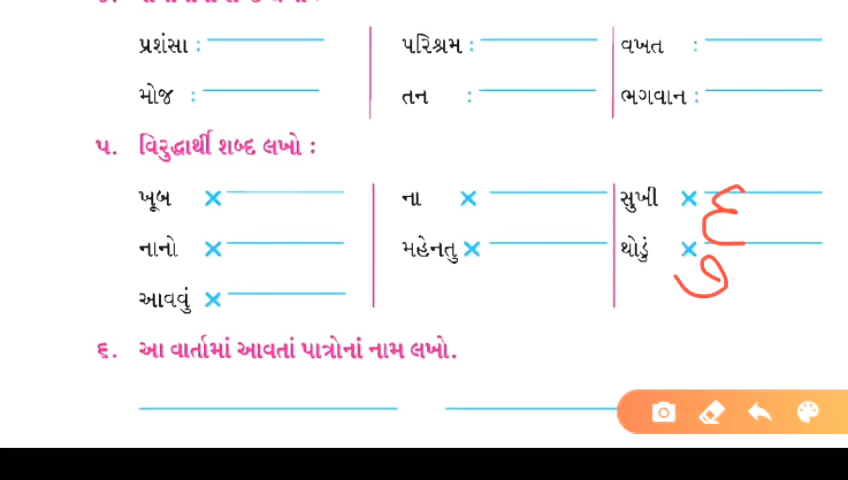 પ્રશંસા : પરિશ્રમ : વખત :
મોજ : તન : ભગવાન :
૫. વિરુદ્ધાર્થી શબ્દ લખો :
ખૂબ × ના × સુખી ×
નાનો × મહેનતુ × થોડું ×
આવવું ×
૬. આ વાર્તામાં આવતાં પાત્રોનાં નામ લખો.